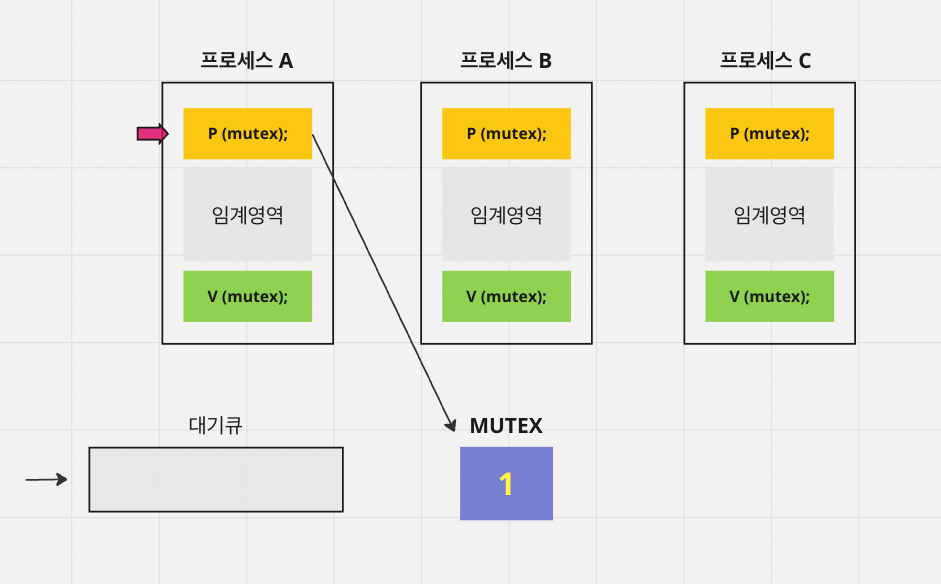 프로세스 A
프로세스 B
프로세스 C
P (mutex);
P (mutex);
P (mutex);
임계영역
임계영역
임계영역
V (mutex);
V (mutex);
V (mutex);
대기큐
MUTEX
1